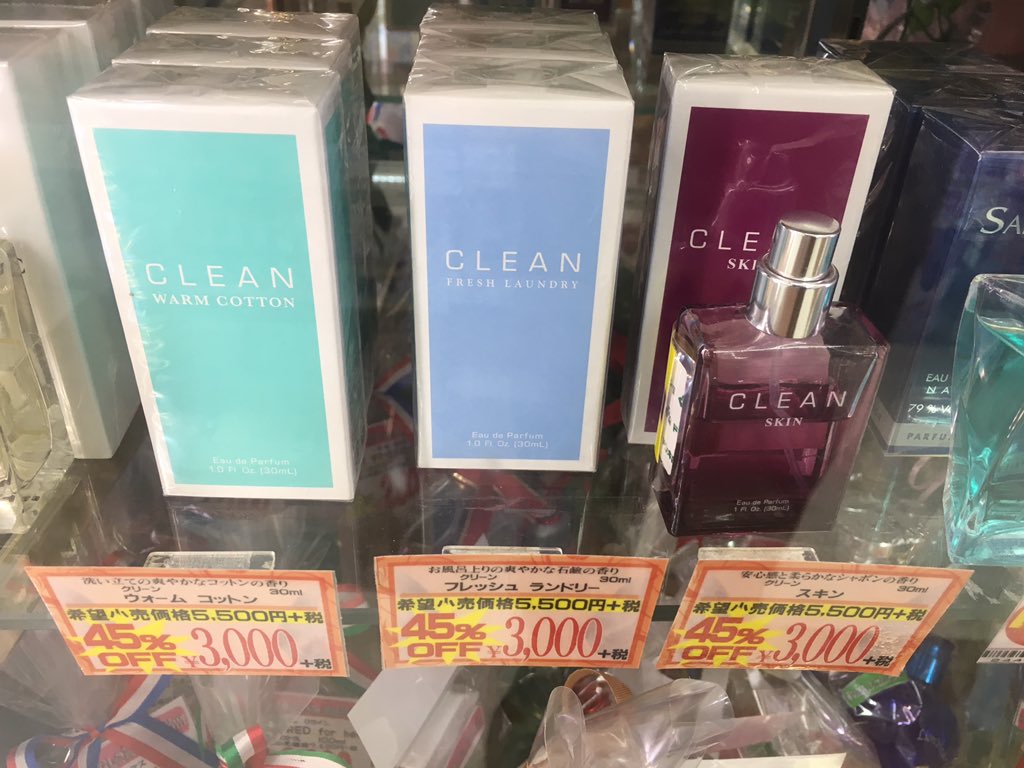 CLEAN
WARM COTTON
Eau de Parfum
1.0 Fl Oz (30mL)
CLEAN
FRESH LAUNDRY
Eau de Parfum
1.0 Fl Oz (30mL)
CLEAN
SKIN
Eau de Parfum
1 Fl Oz (30mL)
EAU
79 %
洗い立ての爽やかなコットンの香り
クリーン 30ml
ウォーム コットン
希望小売価格5,500円+税
45%
OFF ¥3,000 +税
お風呂上りの爽やかな石鹸の香り
クリーン 30ml
フレッシュ ランドリー
希望小売価格5,500円+税
45%
OFF ¥3,000 +税
安心感と柔らかなシャボンの香り
クリーン 30ml
スキン
希望小売価格5,500円+税
45%
OFF ¥3,000 +税